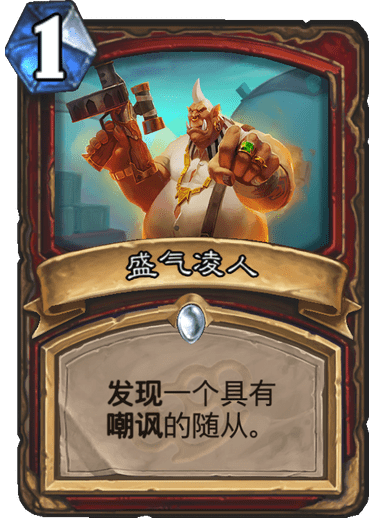 1
盛气凌人
发现一个具有
嘲讽的随从。